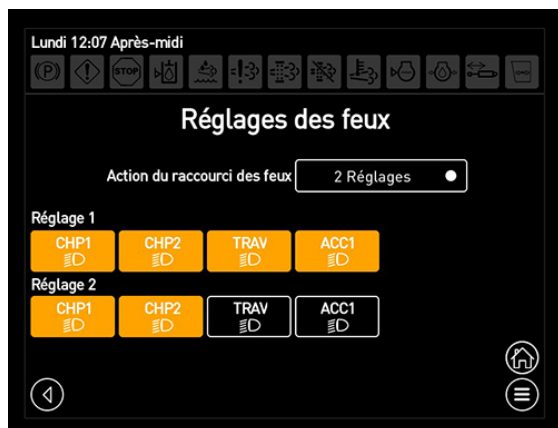 Lundi 12:07 Après-midi
(P) STOP
Réglages des feux
Action du raccourci des feux 2 Réglages
Réglage 1
CHP1 CHP2 TRAV ACC1
Réglage 2
CHP1 CHP2 TRAV ACC1